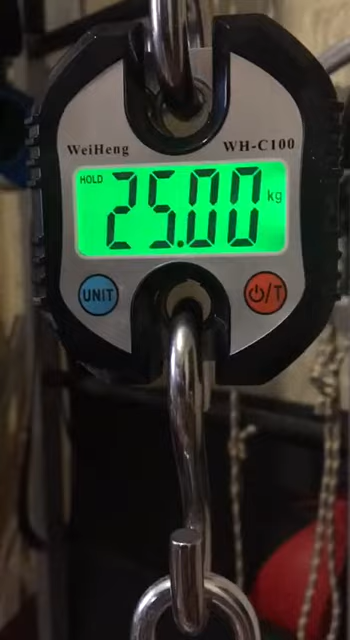 WeiHeng
WH-C100
HOLD
25.00 kg
UNIT
⏻/T